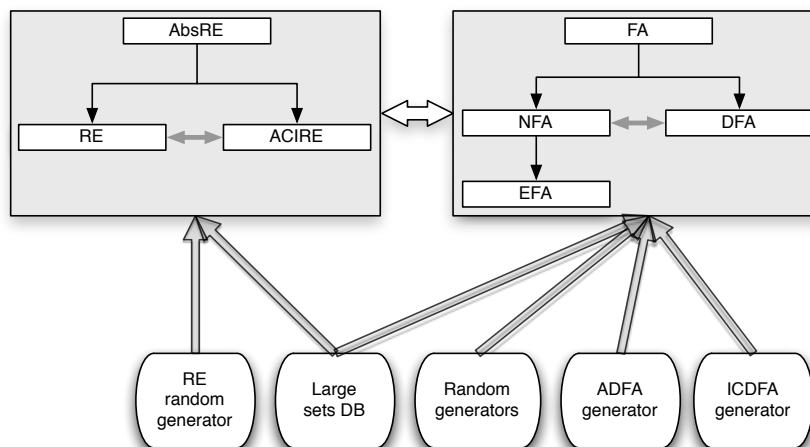 AbsRE
FA
RE
ACIRE
NFA
DFA
EFA
RE
random
generator
Large
sets DB
Random
generators
ADFA
generator
ICDFA
generator